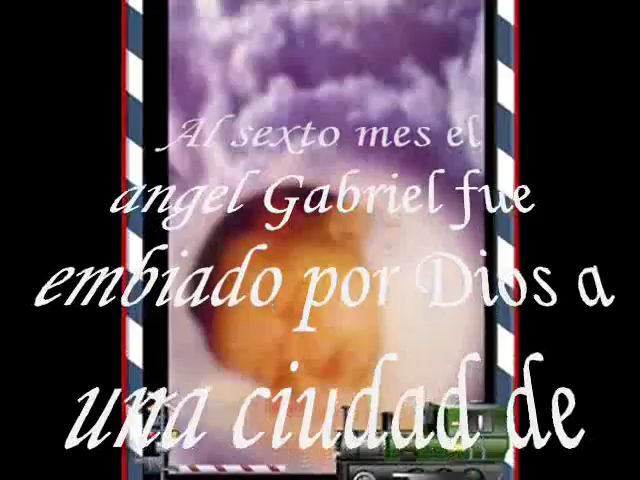 Al sexto mes el
angel Gabriel fue
embiado por Dios a
una ciudad de